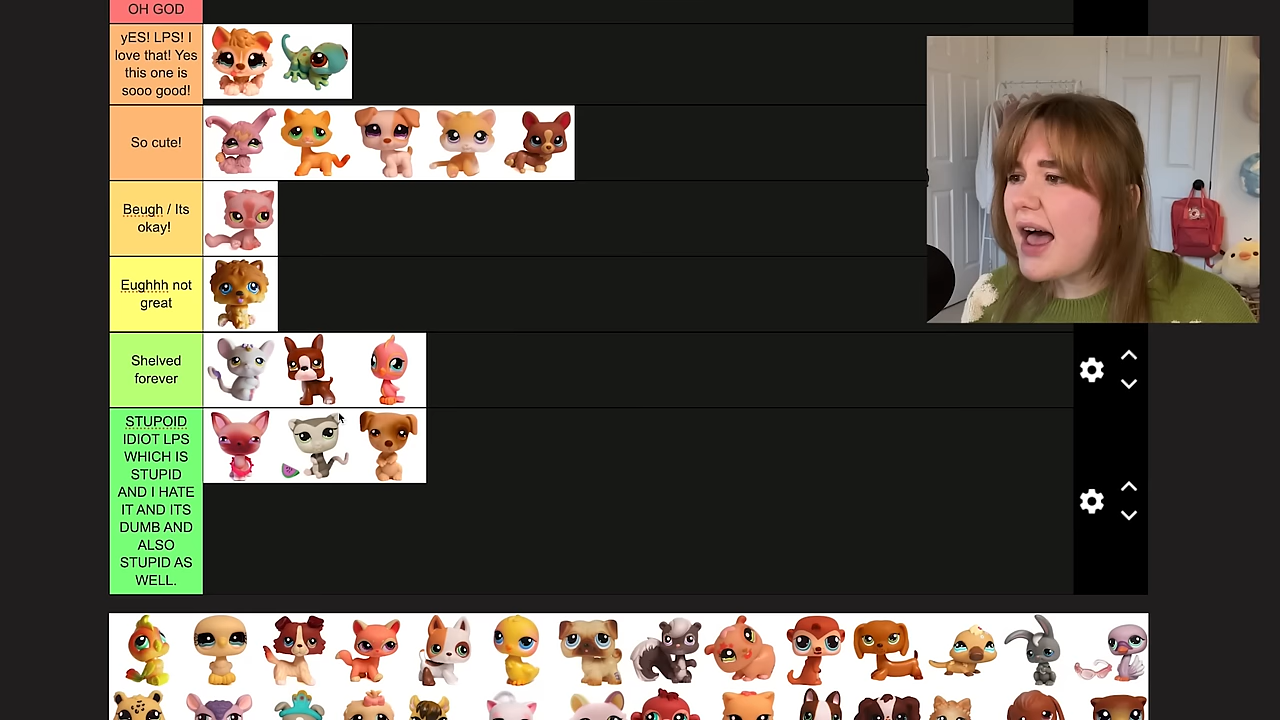 OH GOD
yES! LPS! I
love that! Yes
this one is
sooo good!
So cute!
Beugh / Its
okay!
Eughhh not
great
Shelved
forever
STUPOID
IDIOT LPS
WHICH IS
STUPID
AND I HATE
IT AND ITS
DUMB AND
ALSO
STUPID AS
WELL.